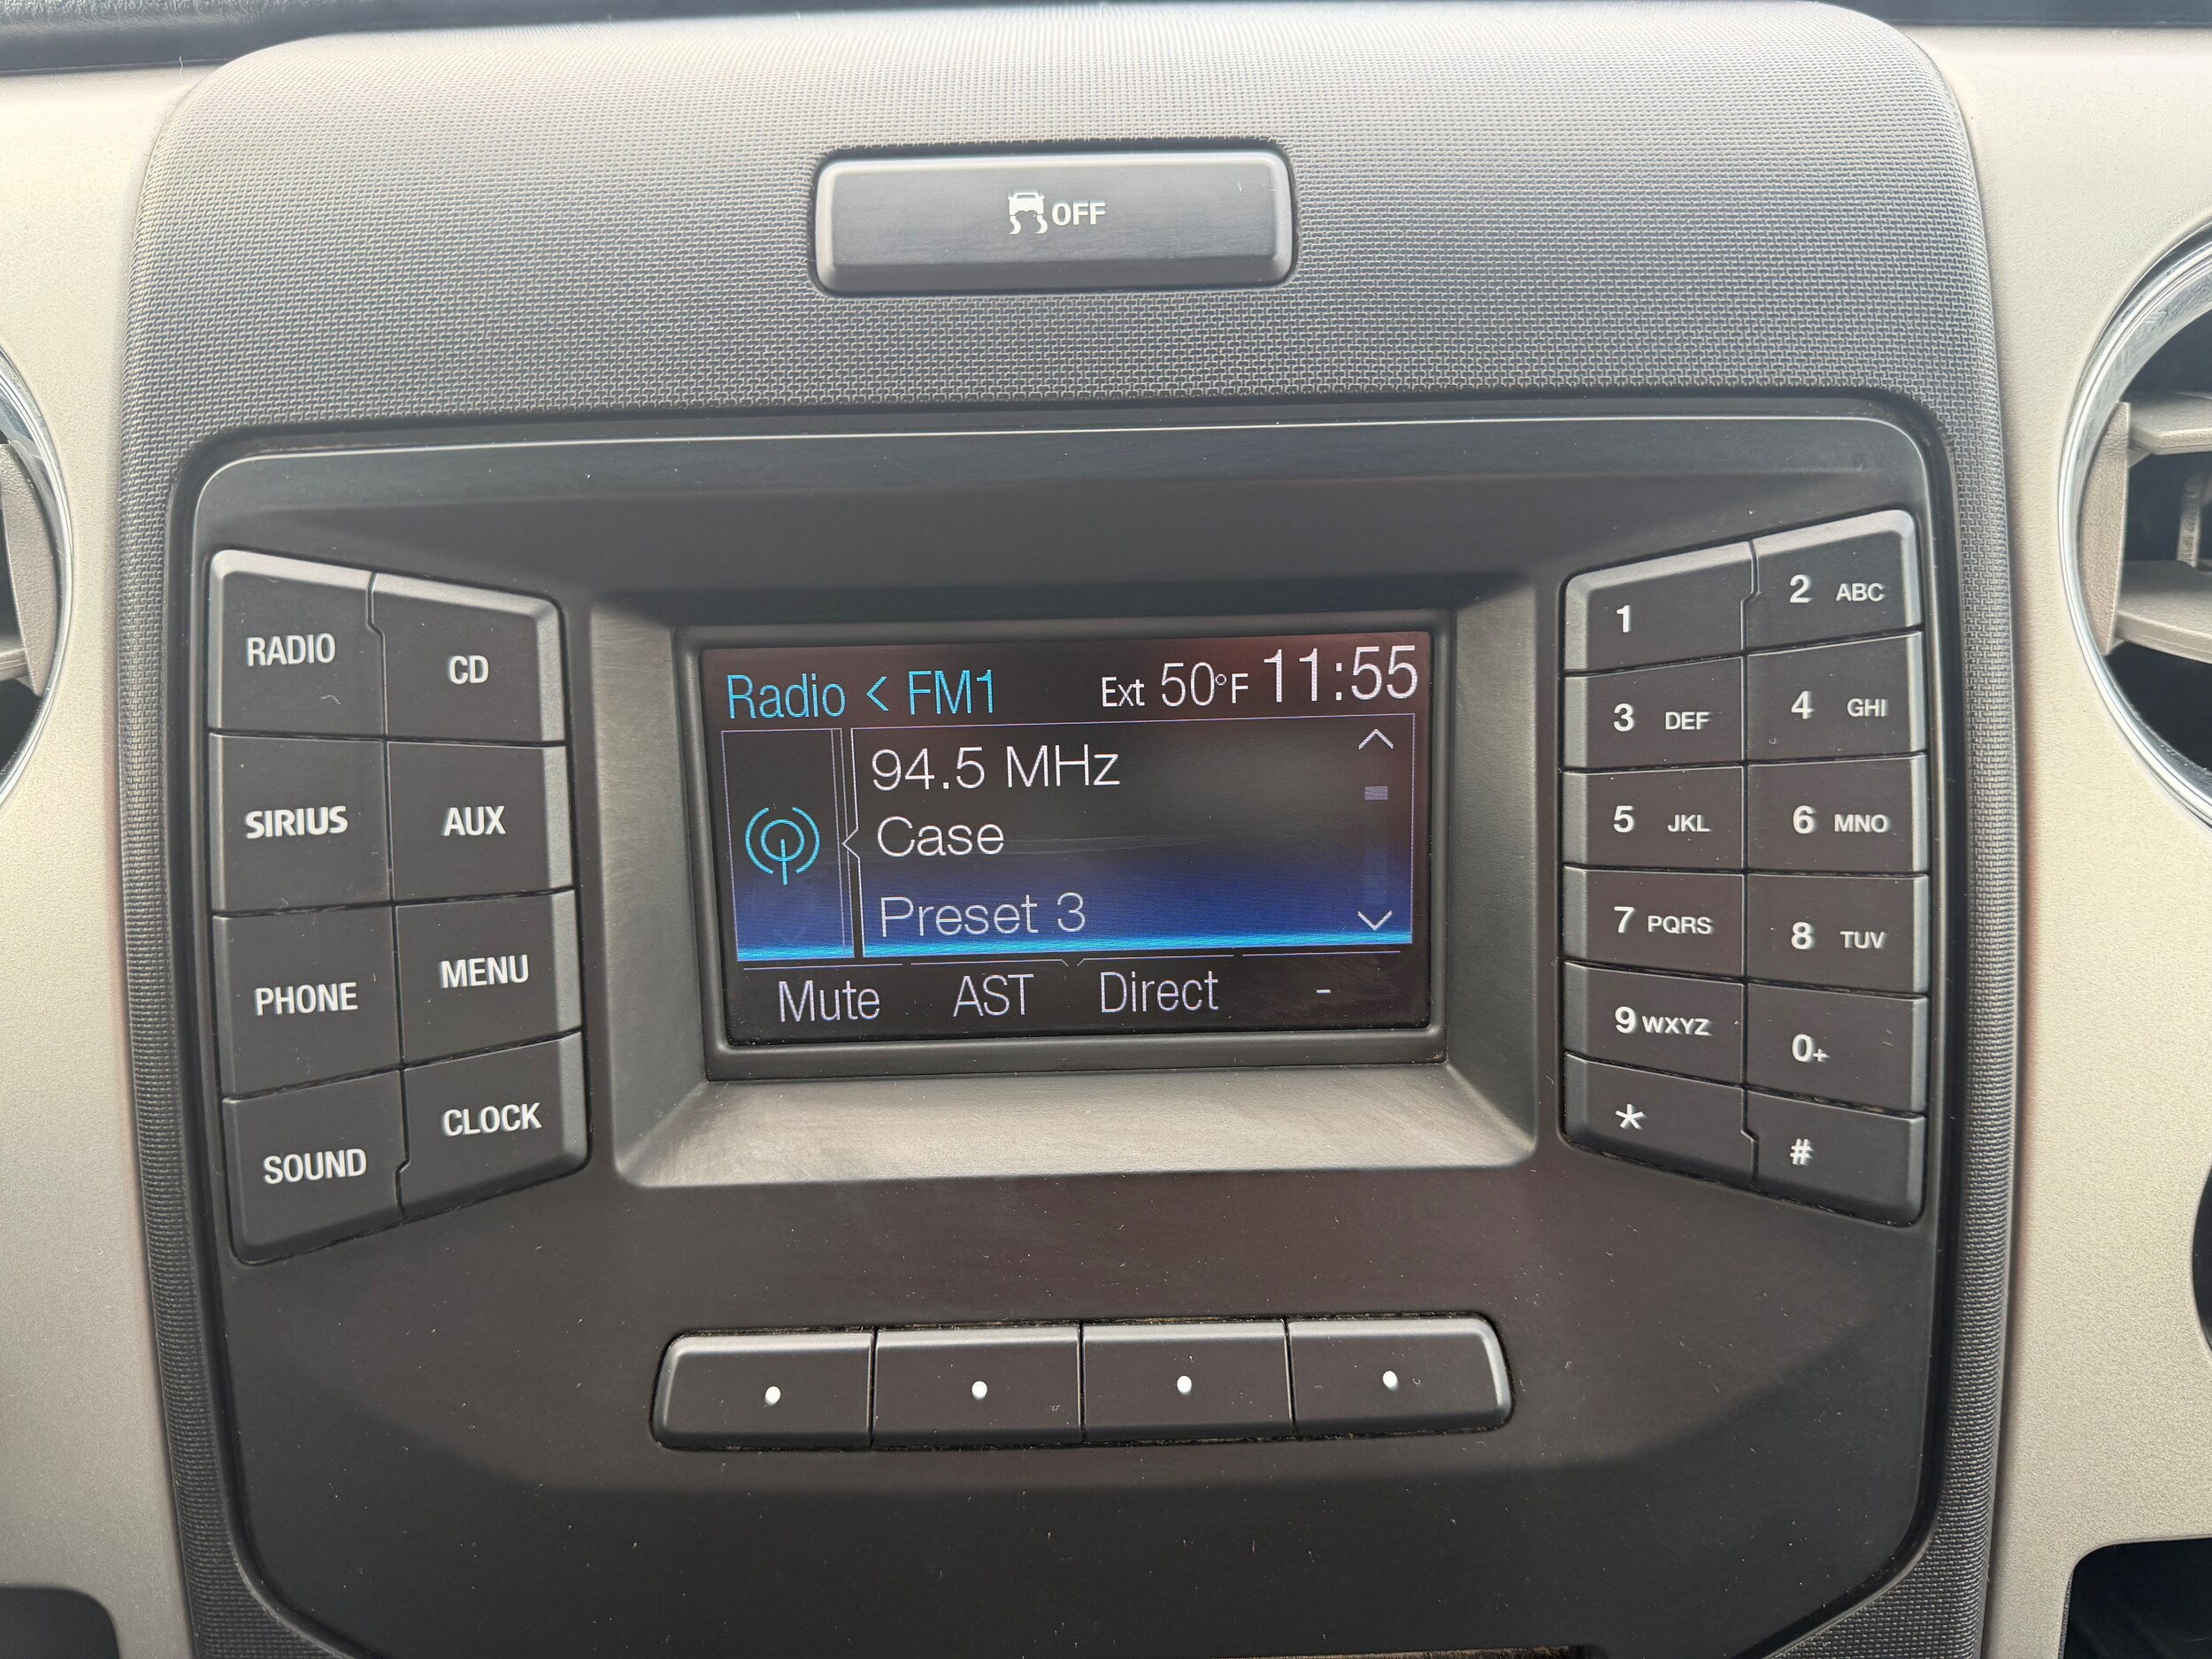 OFF
RADIO
CD
SIRIUS
AUX
PHONE
MENU
SOUND
CLOCK
Radio < FM1 Ext 50°F 11:55
94.5 MHz
Case
Preset 3
Mute AST Direct -
1
2 ABC
3 DEF
4 GHI
5 JKL
6 MNO
7 PQRS
8 TUV
9 WXYZ
0+
*
#